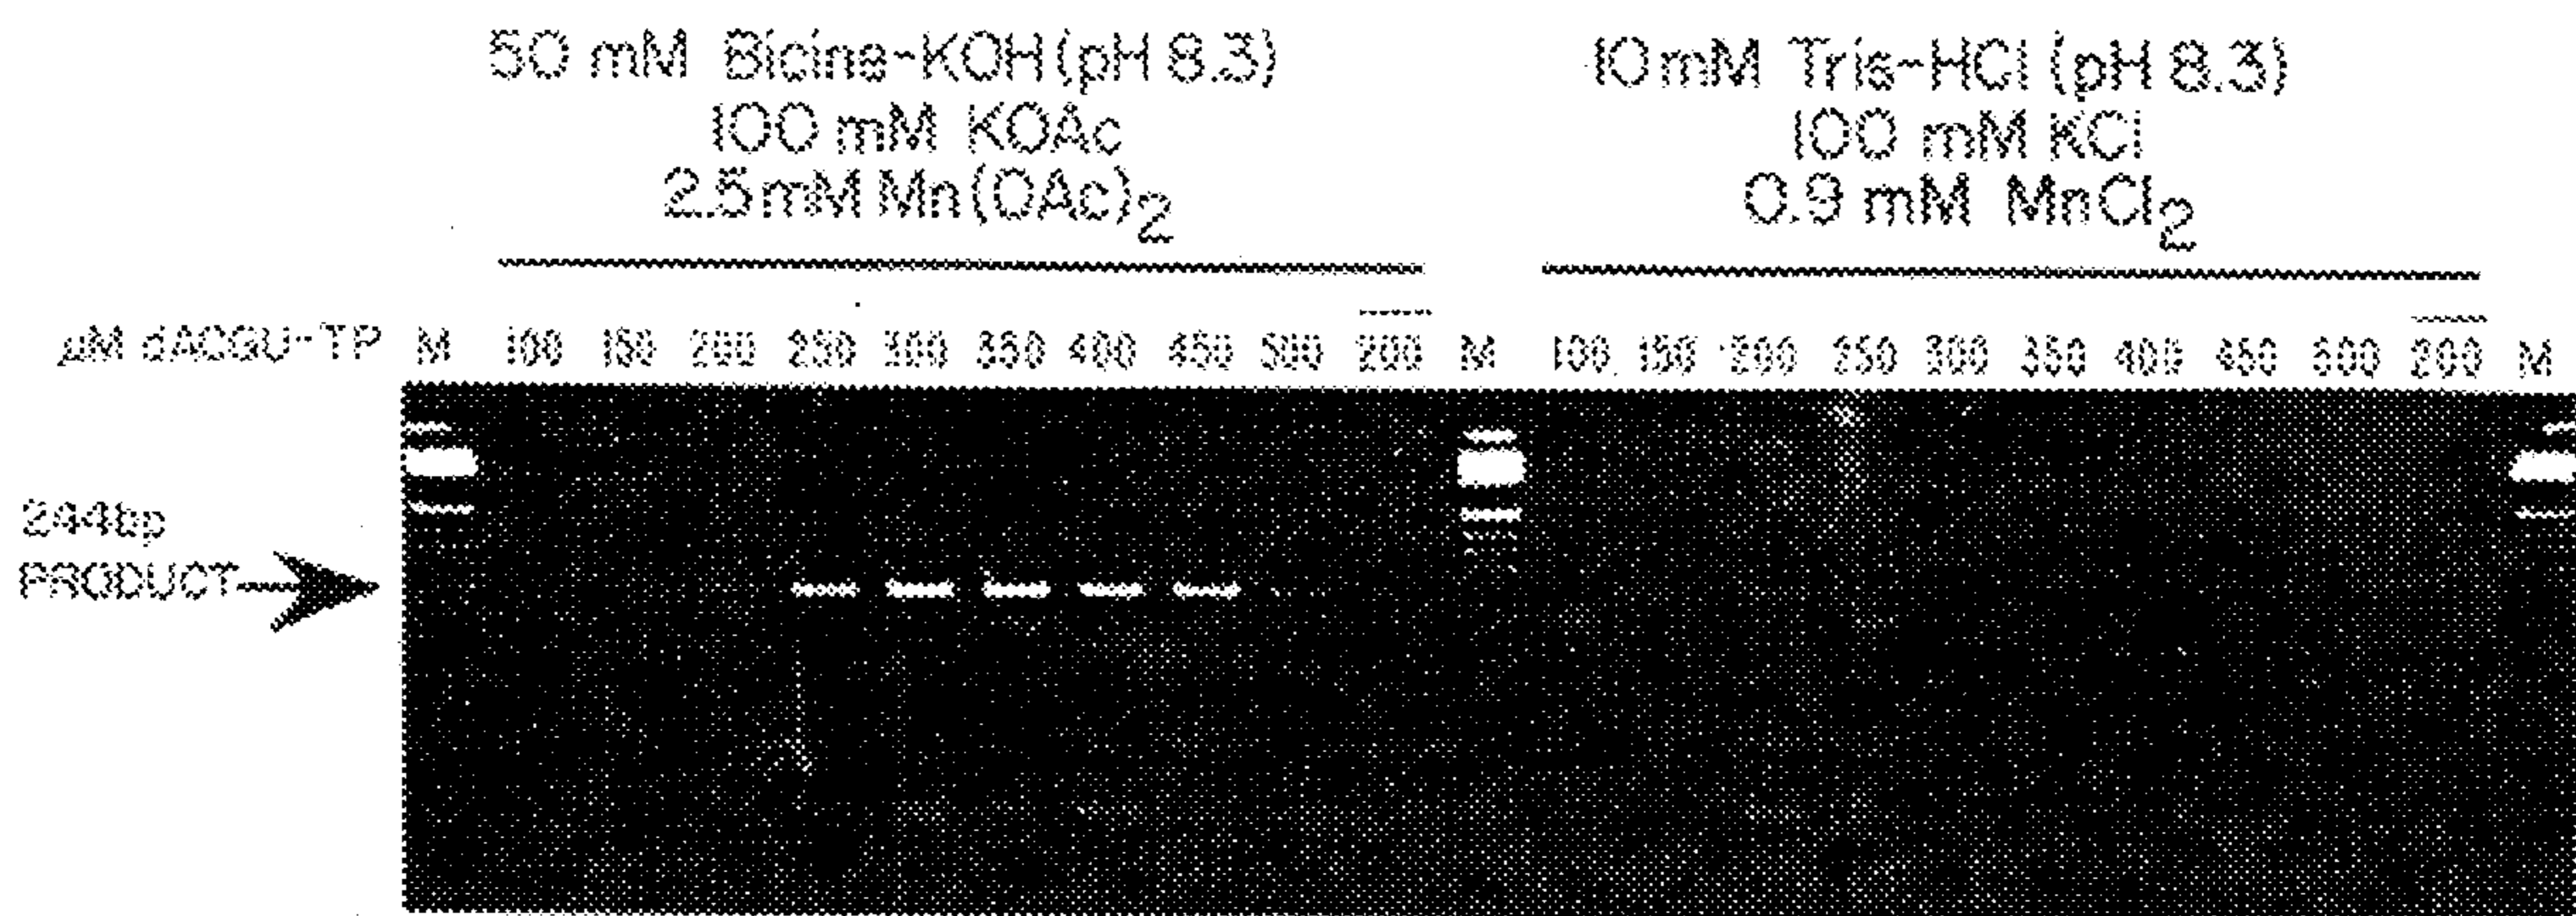 50 mM Bicine-KOH (pH 8.3)
100 mM KOAc
2.5 mM Mn(OAc)2
10 mM Tris-HCl (pH 8.3)
100 mM KCl
0.9 mM MnCl2
µM dACGU-TP M 100 150 200 250 300 350 400 450 500 200 M 100 150 200 250 300 350 400 450 500 200 M
244bp
PRODUCT